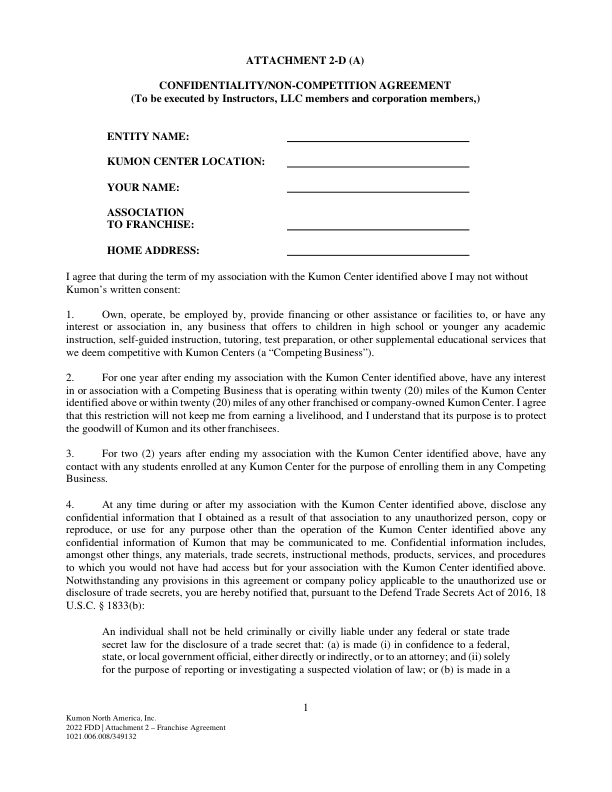 ATTACHMENT 2-D (A)
CONFIDENTIALITY/NON-COMPETITION AGREEMENT
(To be executed by Instructors, LLC members and corporation members,)
ENTITY NAME:
KUMON CENTER LOCATION:
YOUR NAME:
ASSOCIATION
TO FRANCHISE:
HOME ADDRESS:
I agree that during the term of my association with the Kumon Center identified above I may not without
Kumon's written consent:
1. Own, operate, be employed by, provide financing or other assistance or facilities to, or have any
interest or association in, any business that offers to children in high school or younger any academic
instruction, self-guided instruction, tutoring, test preparation, or other supplemental educational services that
we deem competitive with Kumon Centers (a “Competing Business”).
2. For one year after ending my association with the Kumon Center identified above, have any interest
in or association with a Competing Business that is operating within twenty (20) miles of the Kumon Center
identified above or within twenty (20) miles of any other franchised or company-owned Kumon Center. I agree
that this restriction will not keep me from earning a livelihood, and I understand that its purpose is to protect
the goodwill of Kumon and its other franchisees.
3. For two (2) years after ending my association with the Kumon Center identified above, have any
contact with any students enrolled at any Kumon Center for the purpose of enrolling them in any Competing
Business.
4. At any time during or after my association with the Kumon Center identified above, disclose any
confidential information that I obtained as a result of that association to any unauthorized person, copy or
reproduce, or use for any purpose other than the operation of the Kumon Center identified above any
confidential information of Kumon that may be communicated to me. Confidential information includes,
amongst other things, any materials, trade secrets, instructional methods, products, services, and procedures
to which you would not have had access but for your association with the Kumon Center identified above.
Notwithstanding any provisions in this agreement or company policy applicable to the unauthorized use or
disclosure of trade secrets, you are hereby notified that, pursuant to the Defend Trade Secrets Act of 2016, 18
U.S.C. § 1833(b):
An individual shall not be held criminally or civilly liable under any federal or state trade
secret law for the disclosure of a trade secret that: (a) is made (i) in confidence to a federal,
state, or local government official, either directly or indirectly, or to an attorney; and (ii) solely
for the purpose of reporting or investigating a suspected violation of law; or (b) is made in a
1
Kumon North America, Inc.
2022 FDD | Attachment 2 – Franchise Agreement
1021.006.008/349132